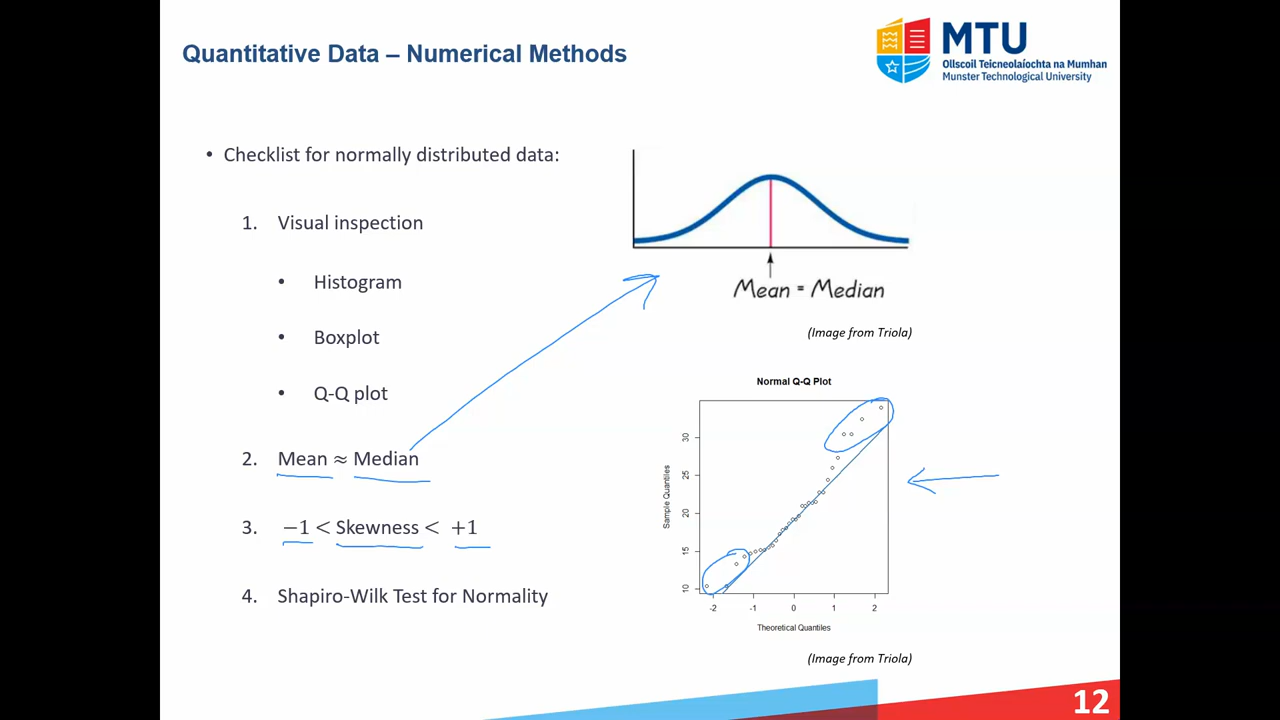 Quantitative Data – Numerical Methods
MTU
Ollscoil Teicneolaíochta na Mumhan
Munster Technological University
• Checklist for normally distributed data:
1. Visual inspection
• Histogram
• Boxplot
• Q-Q plot
2. Mean ≈ Median
3. −1 < Skewness < +1
4. Shapiro-Wilk Test for Normality
Mean = Median
(Image from Triola)
Normal Q-Q Plot
Sample Quantiles
30
25
20
15
10
-2 -1 0 1 2
Theoretical Quantiles
(Image from Triola)
12